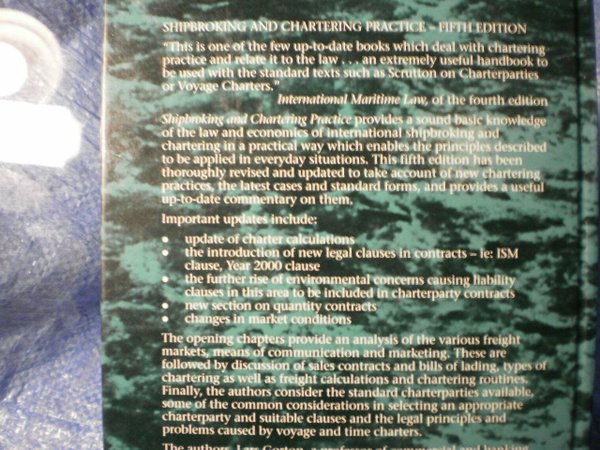 SHIPBROKING AND CHARTERING PRACTICE – FIFTH EDITION
"This is one of the few up-to-date books which deal with chartering
practice and relate it to the law . . . an extremely useful handbook to
be used with the standard texts such as Scrutton on Charterparties
or Voyage Charters."
International Maritime Law, of the fourth edition
Shipbroking and Chartering Practice provides a sound basic knowledge
of the law and economics of international shipbroking and
chartering in a practical way which enables the principles described
to be applied in everyday situations. This fifth edition has been
thoroughly revised and updated to take account of new chartering
practices, the latest cases and standard forms, and provides a useful
up-to-date commentary on them.
Important updates include:
• update of charter calculations
• the introduction of new legal clauses in contracts – ie: ISM
clause, Year 2000 clause
• the further rise of environmental concerns causing liability
clauses in this area to be included in charterparty contracts
• new section on quantity contracts
• changes in market conditions
The opening chapters provide an analysis of the various freight
markets, means of communication and marketing. These are
followed by discussion of sales contracts and bills of lading, types of
chartering as well as freight calculations and chartering routines.
Finally, the authors consider the standard charterparties available,
some of the common considerations in selecting an appropriate
charterparty and suitable clauses and the legal principles and
problems caused by voyage and time charters.
The authors, Lars Gorton, a professor of commercial and banking